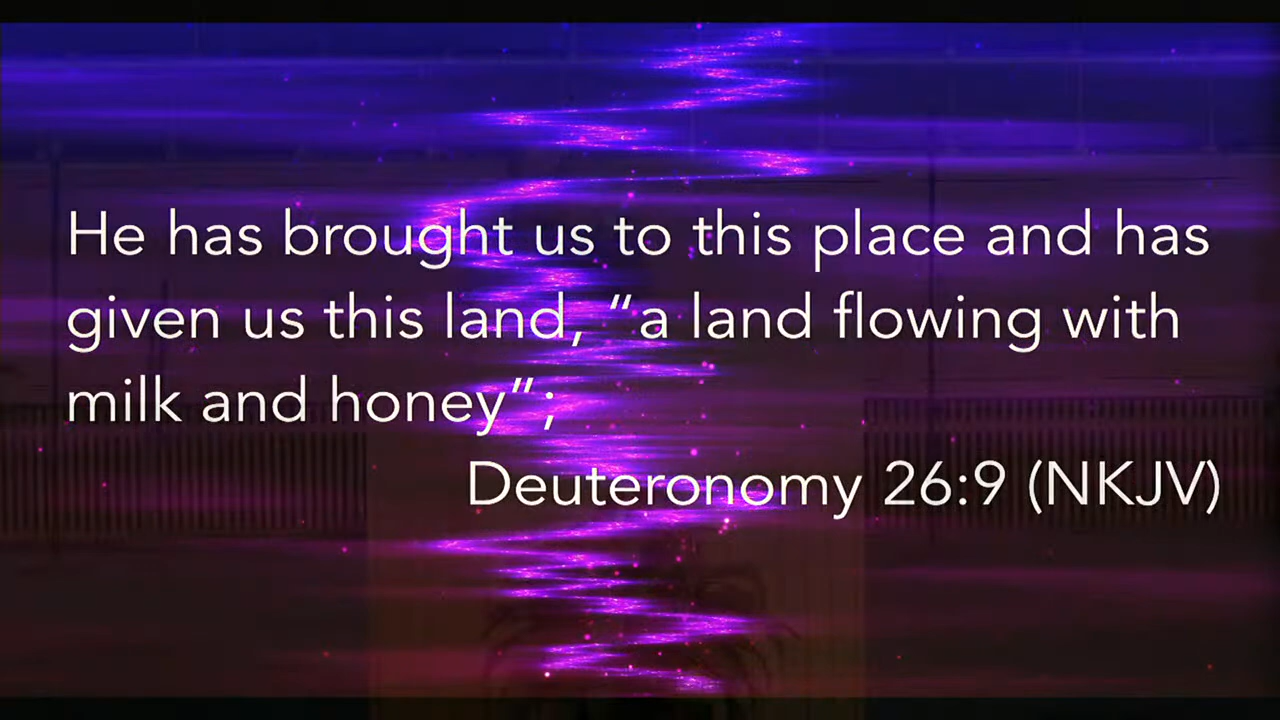 He has brought us to this place and has
given us this land, “a land flowing with
milk and honey”;
Deuteronomy 26:9 (NKJV)